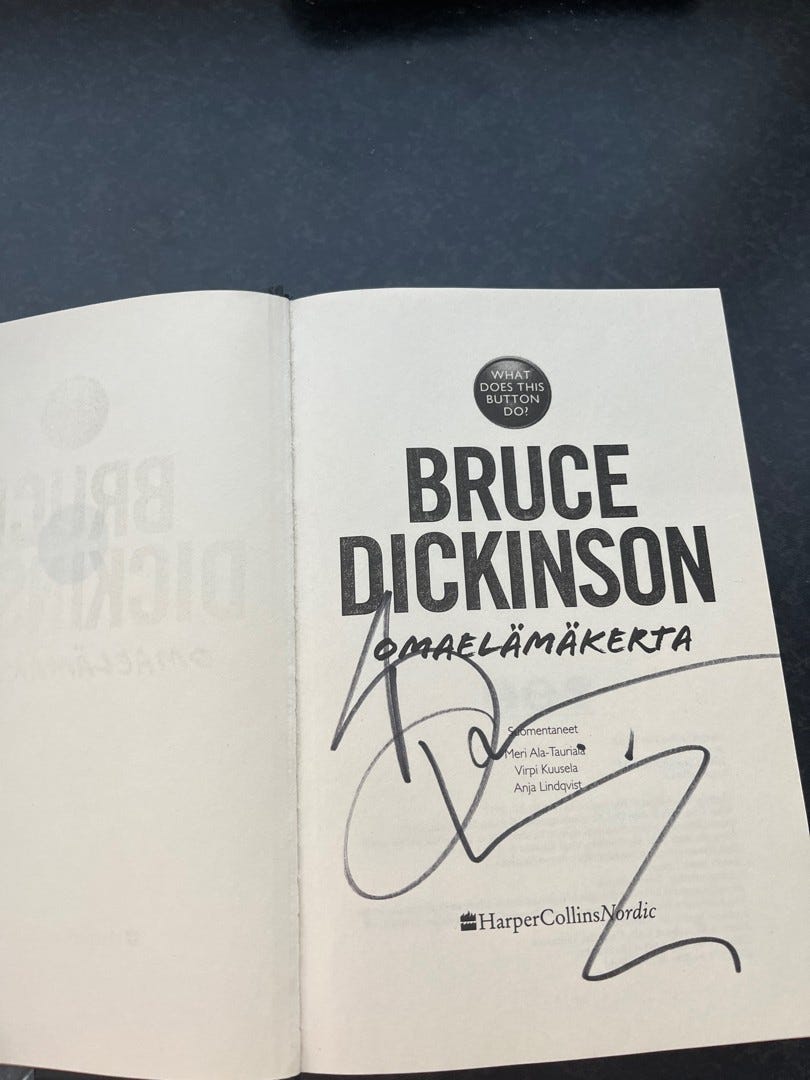 WHAT
DOES THIS
BUTTON
DO?
BRUCE
DICKINSON
OMAELÄMÄKERTA
Suomentaneet
Meri Ala-Tauriala
Virpi Kuusela
Anja Lindqvist
HarperCollinsNordic